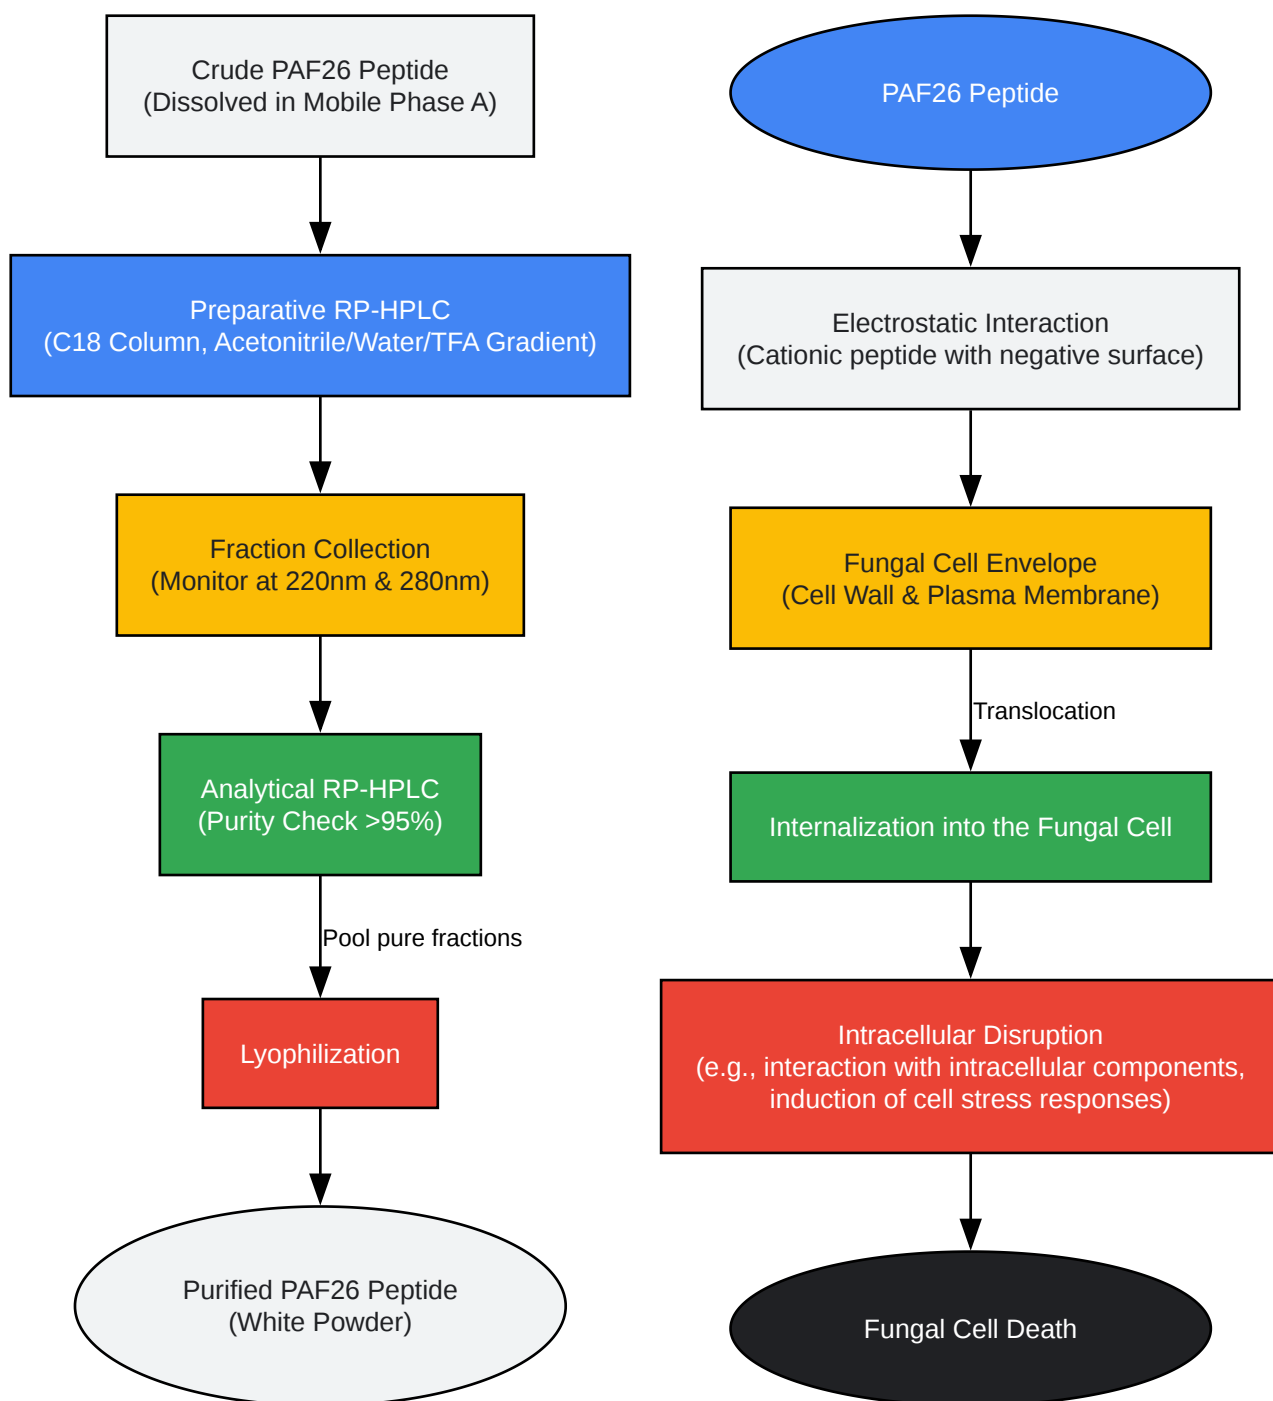 Crude PAF26 Peptide
(Dissolved in Mobile Phase A)
Preparative RP-HPLC
(C18 Column, Acetonitrile/Water/TFA Gradient)
Fraction Collection
(Monitor at 220nm & 280nm)
Analytical RP-HPLC
(Purity Check >95%)
Pool pure fractions
Lyophilization
Purified PAF26 Peptide
(White Powder)
PAF26 Peptide
Electrostatic Interaction
(Cationic peptide with negative surface)
Fungal Cell Envelope
(Cell Wall & Plasma Membrane)
Translocation
Internalization into the Fungal Cell
Intracellular Disruption
(e.g., interaction with intracellular components,
induction of cell stress responses)
Fungal Cell Death